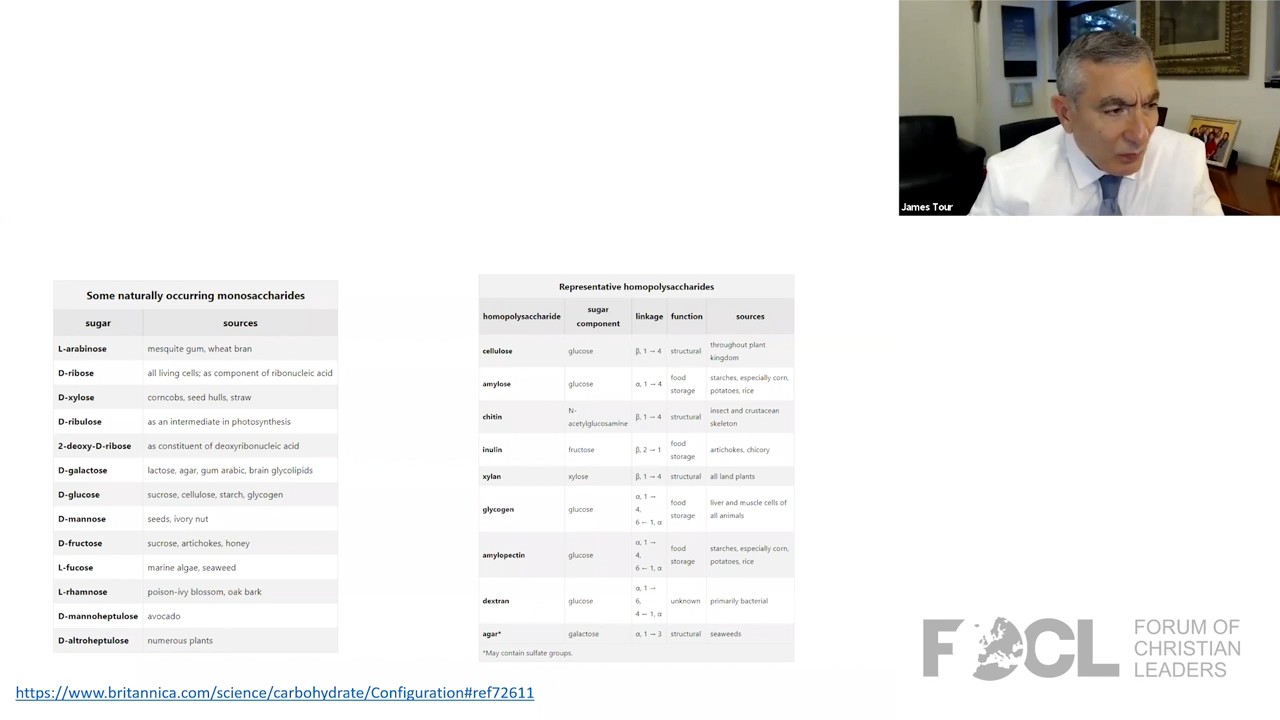 James Tour
Some naturally occurring monosaccharides
sugar sources
L-arabinose mesquite gum, wheat bran
D-ribose all living cells; as component of ribonucleic acid
D-xylose corncobs, seed hulls, straw
D-ribulose as an intermediate in photosynthesis
2-deoxy-D-ribose as constituent of deoxyribonucleic acid
D-galactose lactose, agar, gum arabic, brain glycolipids
D-glucose sucrose, cellulose, starch, glycogen
D-mannose seeds, ivory nut
D-fructose sucrose, artichokes, honey
L-fucose marine algae, seaweed
L-rhamnose poison-ivy blossom, oak bark
D-mannoheptulose avocado
D-altroheptulose numerous plants
Representative homopolysaccharides
homopolysaccharide sugar component linkage function sources
cellulose glucose β, 1 → 4 structural throughout plant kingdom
amylose glucose α, 1 → 4 food storage starches, especially corn, potatoes, rice
chitin N-acetylglucosamine β, 1 → 4 structural insect and crustacean skeleton
inulin fructose β, 2 → 1 food storage artichokes, chicory
xylan xylose β, 1 → 4 structural all land plants
glycogen glucose α, 1 → 4, 6 ← 1, α food storage liver and muscle cells of all animals
amylopectin glucose α, 1 → 4, 6 ← 1, α food storage starches, especially corn, potatoes, rice
dextran glucose α, 1 → 6, 4 ← 1, α unknown primarily bacterial
agar* galactose α, 1 → 3 structural seaweeds
*May contain sulfate groups.
https://www.britannica.com/science/carbohydrate/Configuration#ref72611
FOCL
FORUM OF
CHRISTIAN
LEADERS